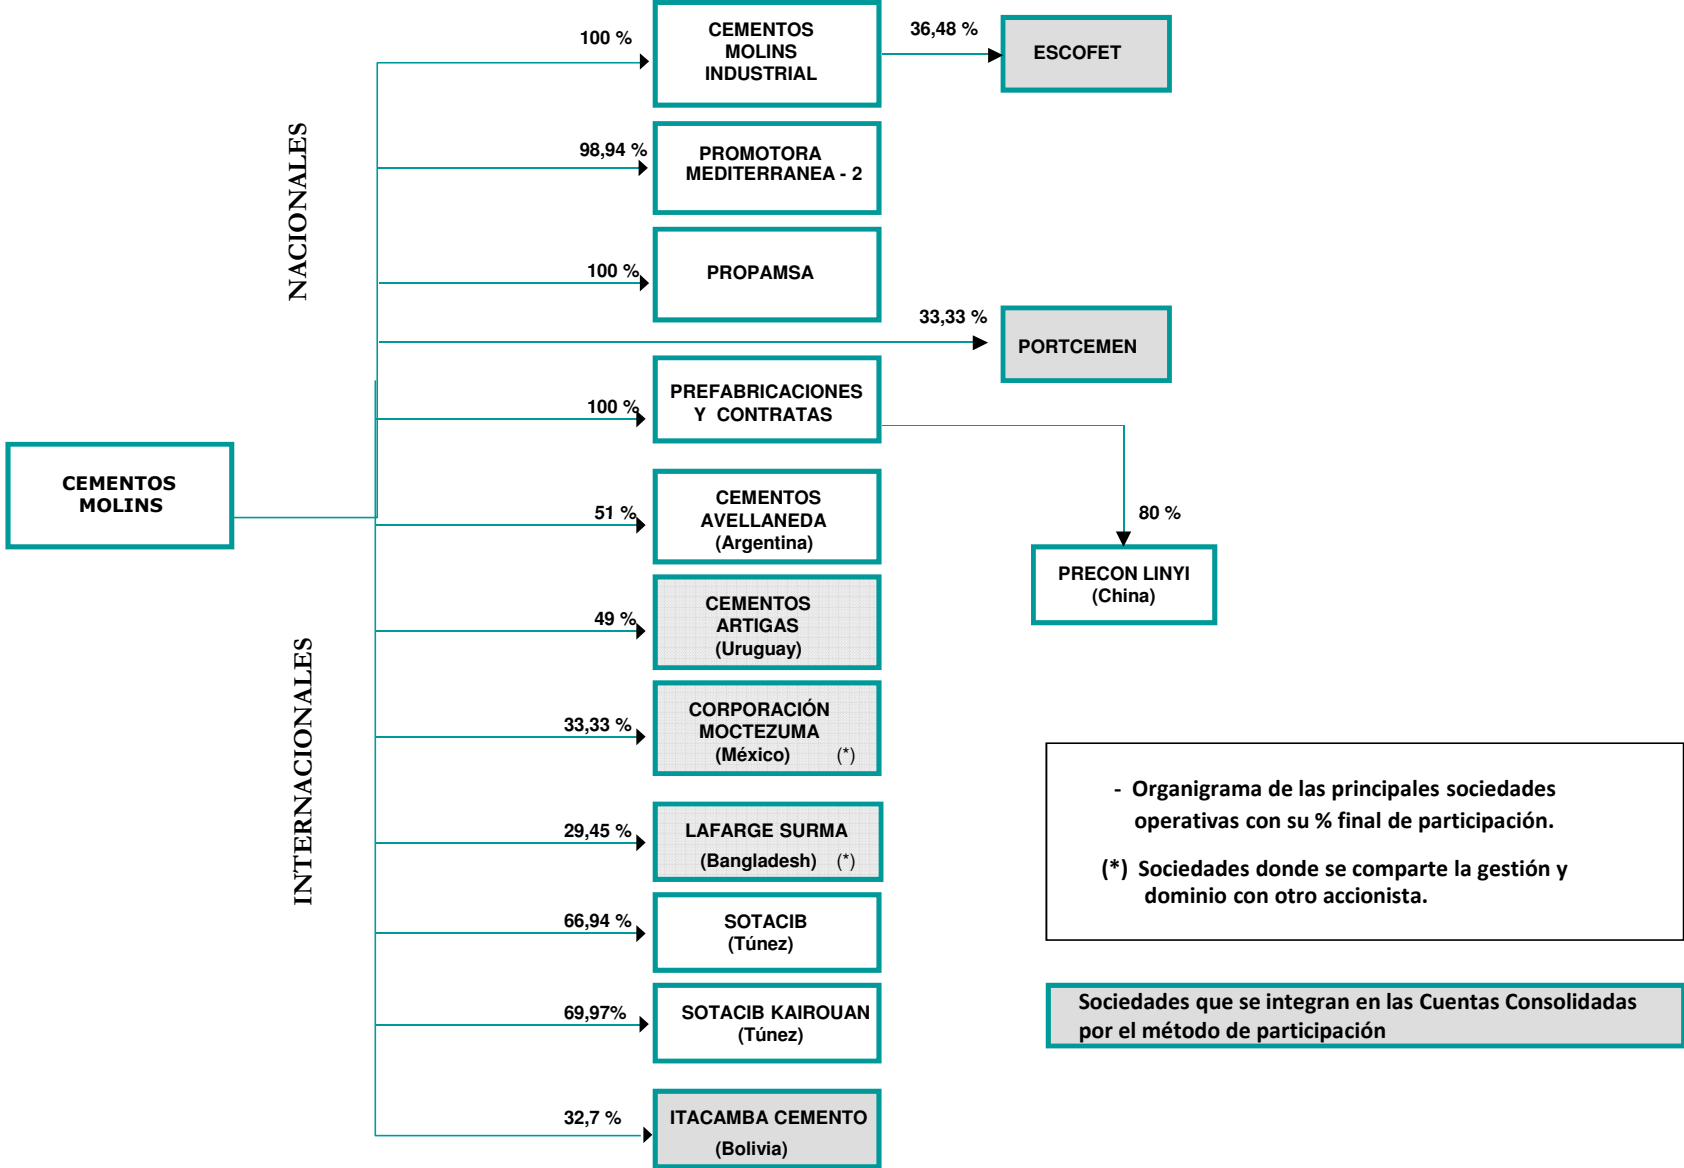 100 %
CEMENTOS
MOLINS
INDUSTRIAL
36,48 %
ESCOFET
NACIONALES
98,94 %
PROMOTORA
MEDITERRANEA - 2
100 %
PROPAMSA
33,33 %
PORTCEMEN
100 %
PREFABRICACIONES
Y CONTRATAS
CEMENTOS
MOLINS
51 %
CEMENTOS
AVELLANEDA
(Argentina)
80 %
PRECON LINYI
(China)
INTERNACIONALES
49 %
CEMENTOS
ARTIGAS
(Uruguay)
33,33 %
CORPORACIÓN
MOCTEZUMA
(México) (*)
29,45 %
LAFARGE SURMA
(Bangladesh) (*)
66,94 %
SOTACIB
(Túnez)
69,97%
SOTACIB KAIROUAN
(Túnez)
32,7 %
ITACAMBA CEMENTO
(Bolivia)
- Organigrama de las principales sociedades
operativas con su % final de participación.
(*) Sociedades donde se comparte la gestión y
dominio con otro accionista.
Sociedades que se integran en las Cuentas Consolidadas
por el método de participación